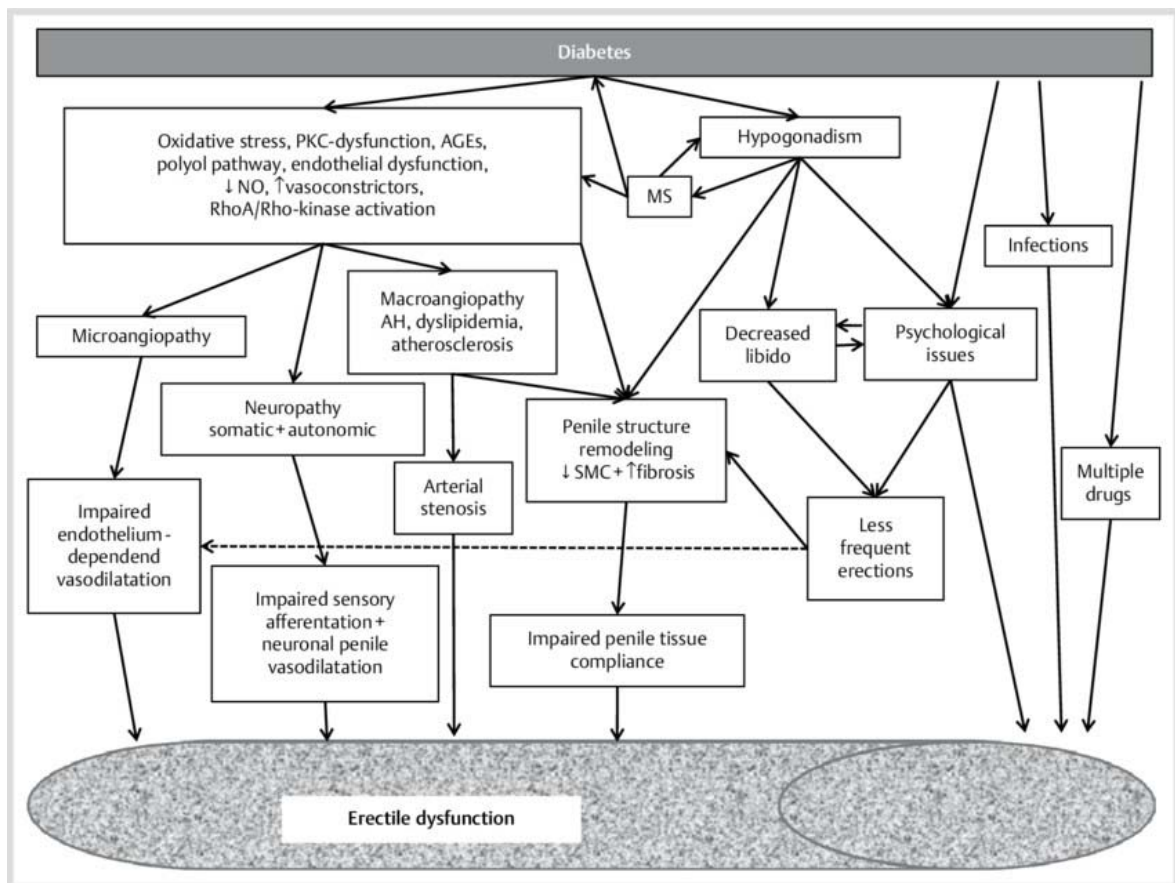 Diabetes
Oxidative stress, PKC-dysfunction, AGEs,
polyol pathway, endothelial dysfunction,
↓NO, ↑vasoconstrictors,
RhoA/Rho-kinase activation
Hypogonadism
MS
Infections
Microangiopathy
Macroangiopathy
AH, dyslipidemia,
atherosclerosis
Decreased
libido
Psychological
issues
Neuropathy
somatic+autonomic
Penile structure
remodeling
↓SMC+↑fibrosis
Arterial
stenosis
Multiple
drugs
Impaired
endothelium-
dependend
vasodilatation
Less
frequent
erections
Impaired sensory
afferentation+
neuronal penile
vasodilatation
Impaired penile tissue
compliance
Erectile dysfunction